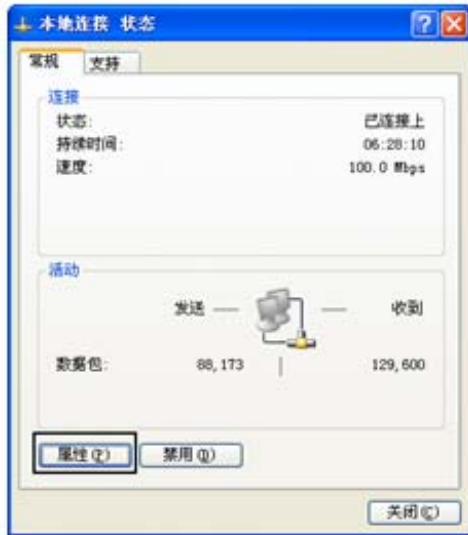 本地连接 状态
常规 支持
连接
状态: 已连接上
持续时间: 06:28:10
速度: 100.0 Mbps
活动
发送 — — 收到
数据包: 88,173 | 129,600
属性(P) 禁用(D)
关闭(C)